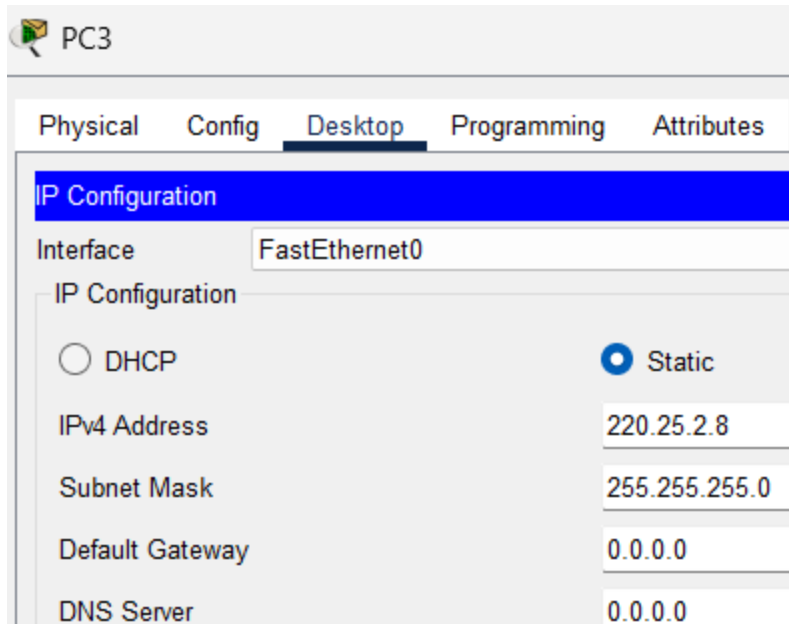 PC3
Physical Config Desktop Programming Attributes
IP Configuration
Interface FastEthernet0
IP Configuration
DHCP Static
IPv4 Address 220.25.2.8
Subnet Mask 255.255.255.0
Default Gateway 0.0.0.0
DNS Server 0.0.0.0